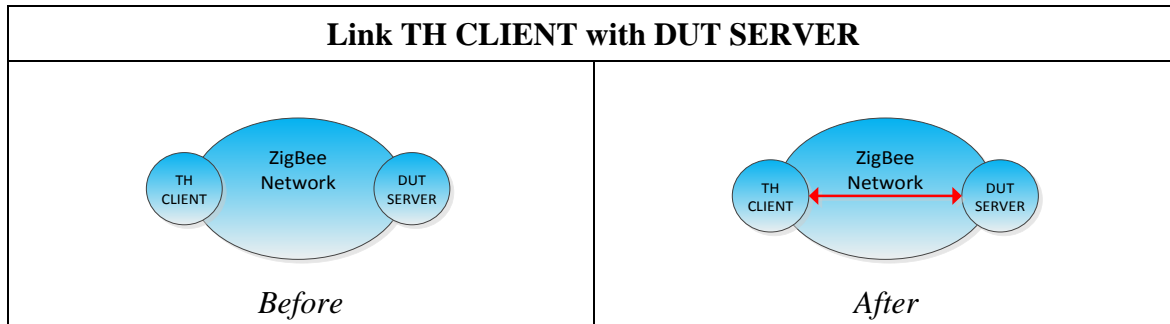 Link TH CLIENT with DUT SERVER
ZigBee
Network
TH
CLIENT
DUT
SERVER
Before
ZigBee
Network
TH
CLIENT
DUT
SERVER
After